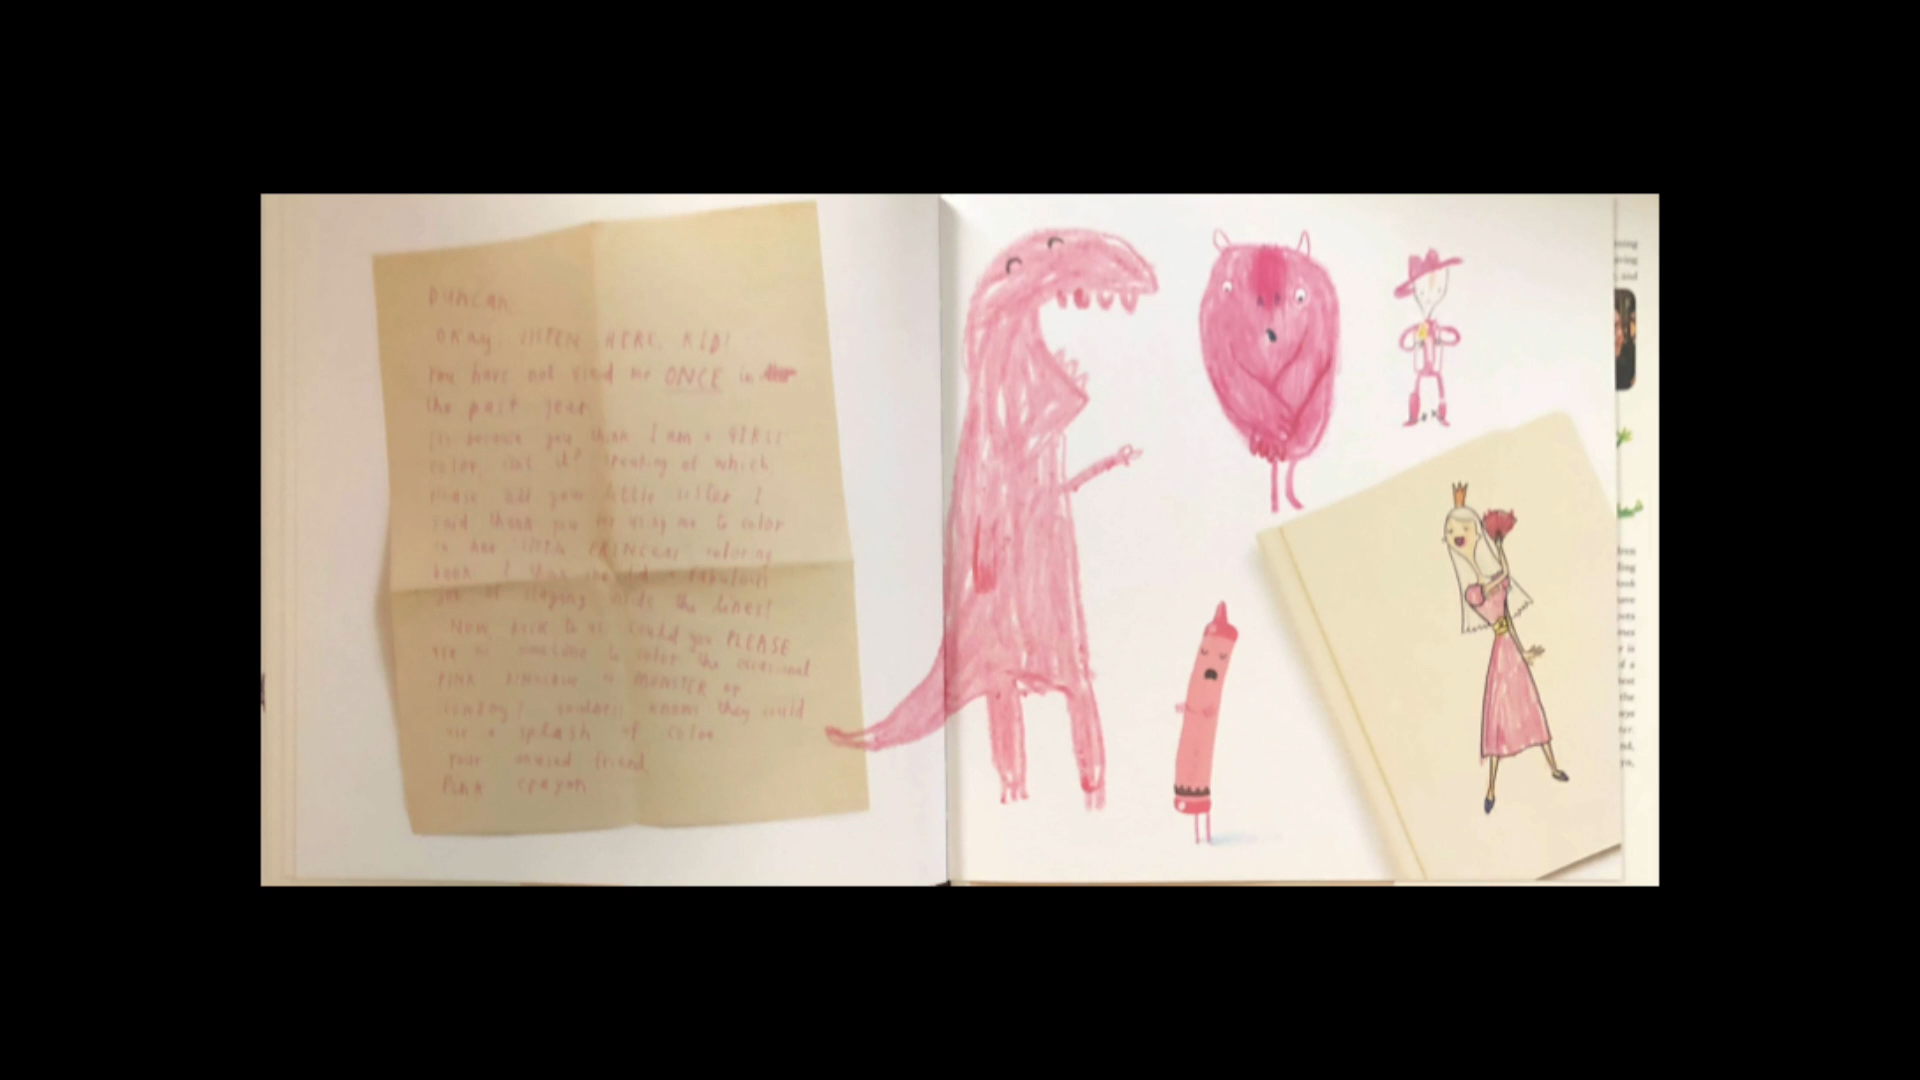 Duncan,
Okay, LISTEN HERE, KID!
You have not used me ONCE in
the past year.
It's because you think I am a GIRLS'
color, isn't it? Speaking of which,
please tell your little sister I
said thank you for using me to color
in her "LITTLE PRINCESS" coloring
book. I think she did a fabulous
job of staying inside the lines!
Now, back to us. Could you PLEASE
use me sometime to color the occasional
pink dinosaur or MONSTER or
cowboy? Goodness knows they could
use a splash of color.
Your unused friend,
Pink Crayon